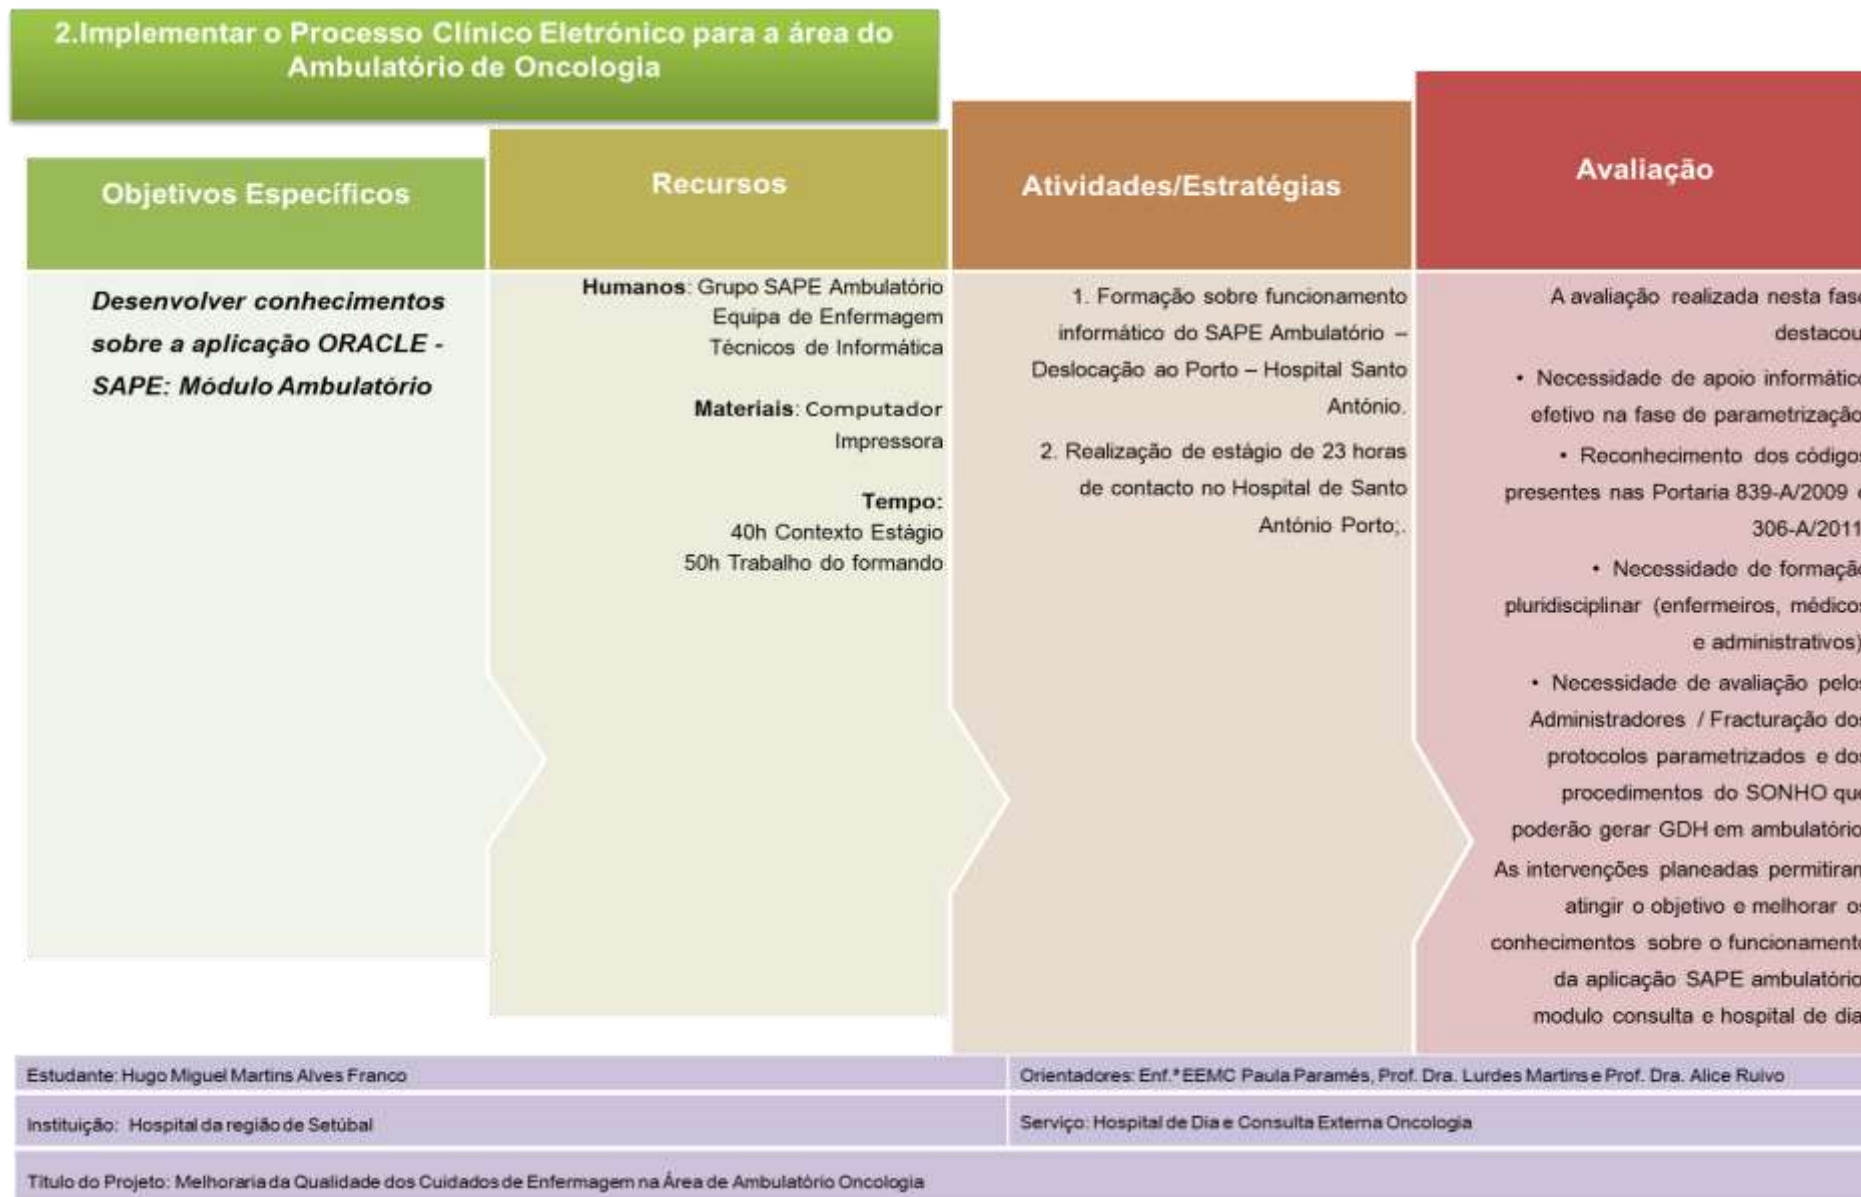 2.Implementar o Processo Clínico Eletrónico para a área do
Ambulatório de Oncologia
Objetivos Específicos
Desenvolver conhecimentos
sobre a aplicação ORACLE -
SAPE: Módulo Ambulatório
Recursos
Humanos: Grupo SAPE Ambulatório
Equipa de Enfermagem
Técnicos de Informática
Materiais: Computador
Impressora
Tempo:
40h Contexto Estágio
50h Trabalho do formando
Atividades/Estratégias
1. Formação sobre funcionamento
informático do SAPE Ambulatório –
Deslocação ao Porto – Hospital Santo
António.
2. Realização de estágio de 23 horas
de contacto no Hospital de Santo
António Porto;.
Avaliação
A avaliação realizada nesta fase
destacou
• Necessidade de apoio informático
efetivo na fase de parametrização
• Reconhecimento dos códigos
presentes nas Portaria 839-A/2009 e
306-A/2011
• Necessidade de formação
pluridisciplinar (enfermeiros, médicos
e administrativos)
• Necessidade de avaliação pelos
Administradores / Fracturação dos
protocolos parametrizados e dos
procedimentos do SONHO que
poderão gerar GDH em ambulatório
As intervenções planeadas permitiram
atingir o objetivo e melhorar os
conhecimentos sobre o funcionamento
da aplicação SAPE ambulatório
modulo consulta e hospital de dia
Estudante: Hugo Miguel Martins Alves Franco
Orientadores: Enf.ª EEMC Paula Paramés, Prof. Dra. Lurdes Martins e Prof. Dra. Alice Ruivo
Instituição: Hospital da região de Setúbal
Serviço: Hospital de Dia e Consulta Externa Oncologia
Titulo do Projeto: Melhoraria da Qualidade dos Cuidados de Enfermagem na Área de Ambulatório Oncologia